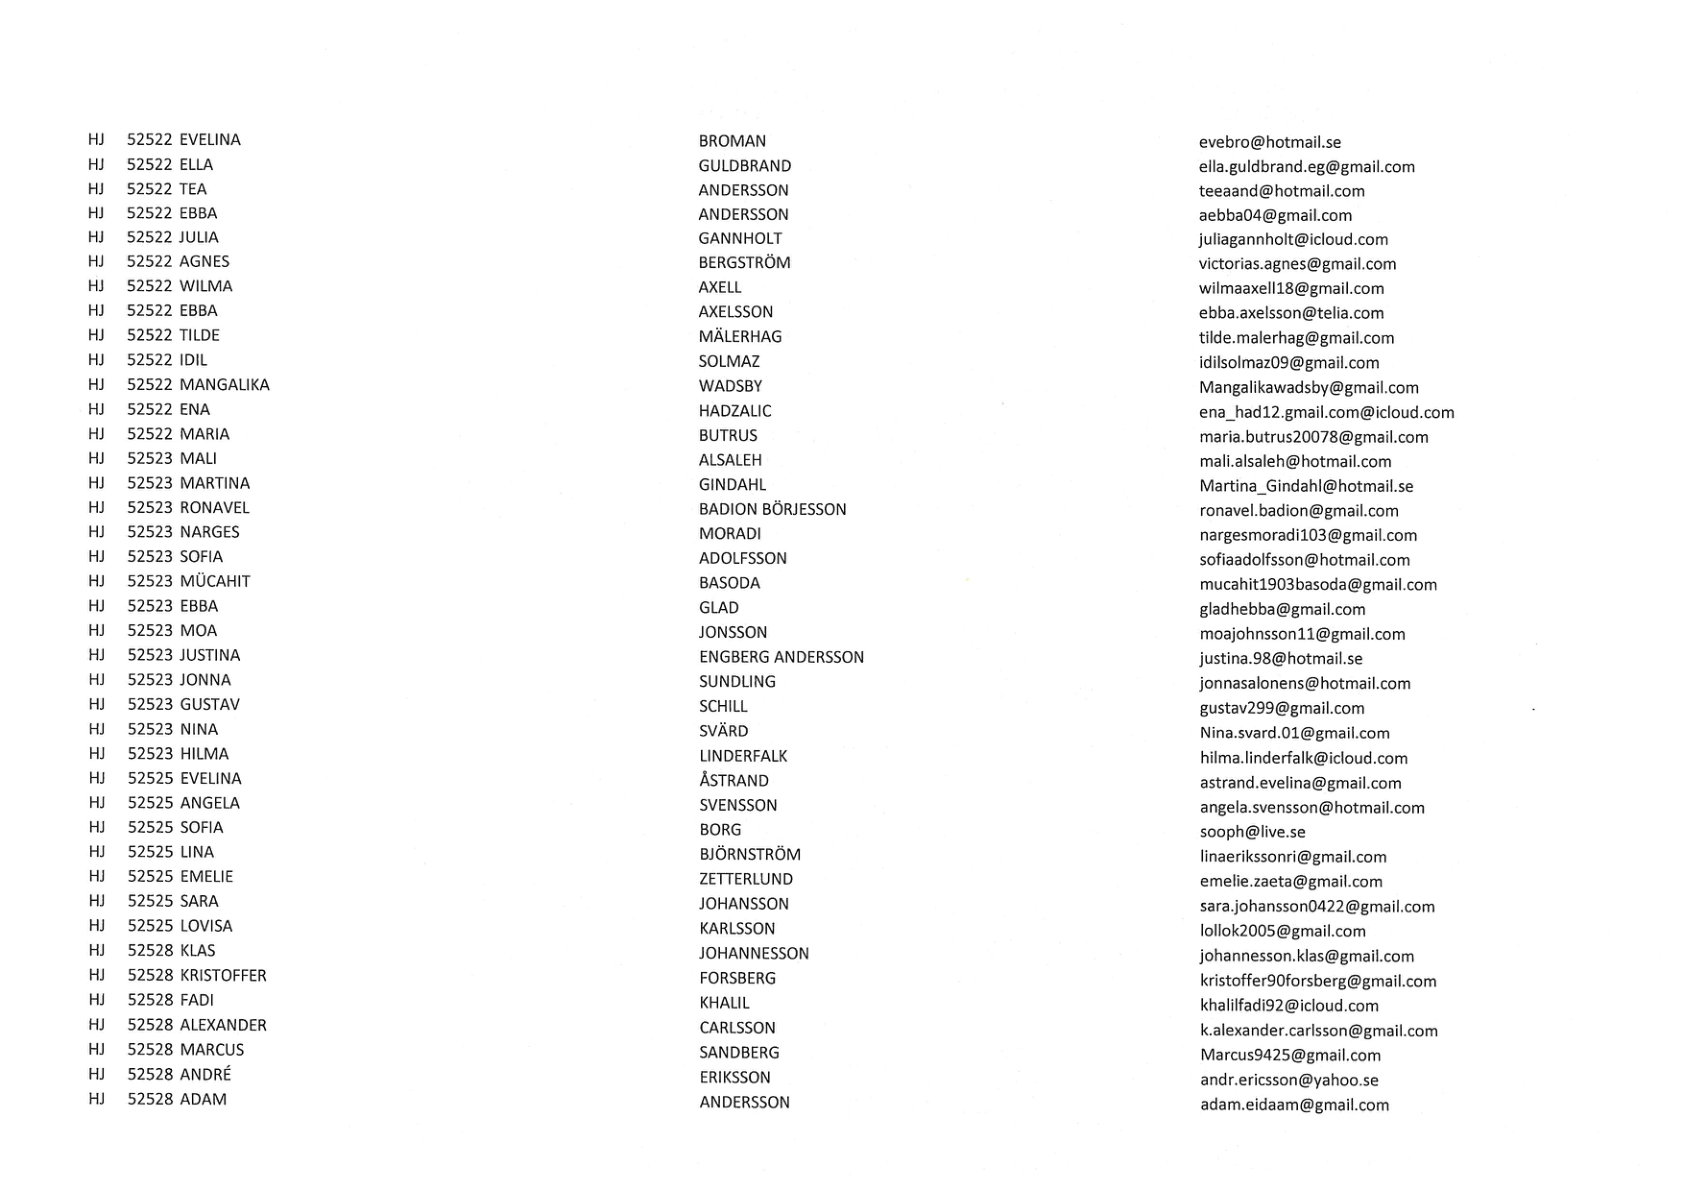 HJ 52522 EVELINA BROMAN evebro@hotmail.se
HJ 52522 ELLA GULDBRAND ella.guldbrand.eg@gmail.com
HJ 52522 TEA ANDERSSON teeaand@hotmail.com
HJ 52522 EBBA ANDERSSON aebba04@gmail.com
HJ 52522 JULIA GANNHOLT juliagannholt@icloud.com
HJ 52522 AGNES BERGSTRÖM victorias.agnes@gmail.com
HJ 52522 WILMA AXELL wilmaaxell18@gmail.com
HJ 52522 EBBA AXELSSON ebba.axelsson@telia.com
HJ 52522 TILDE MÄLERHAG tilde.malerhag@gmail.com
HJ 52522 IDIL SOLMAZ idilsolmaz09@gmail.com
HJ 52522 MANGALIKA WADSBY Mangalikawadsby@gmail.com
HJ 52522 ENA HADZALIC ena_had12.gmail.com@icloud.com
HJ 52522 MARIA BUTRUS maria.butrus20078@gmail.com
HJ 52523 MALI ALSALEH mali.alsaleh@hotmail.com
HJ 52523 MARTINA GINDAHL Martina_Gindahl@hotmail.se
HJ 52523 RONAVEL BADION BÖRJESSON ronavel.badion@gmail.com
HJ 52523 NARGES MORADI nargesmoradi103@gmail.com
HJ 52523 SOFIA ADOLFSSON sofiaadolfsson@hotmail.com
HJ 52523 MÜCAHIT BASODA mucahit1903basoda@gmail.com
HJ 52523 EBBA GLAD gladhebba@gmail.com
HJ 52523 MOA JONSSON moajohnsson11@gmail.com
HJ 52523 JUSTINA ENGBERG ANDERSSON justina.98@hotmail.se
HJ 52523 JONNA SUNDLING jonnasalonens@hotmail.com
HJ 52523 GUSTAV SCHILL gustav299@gmail.com
HJ 52523 NINA SVÄRD Nina.svard.01@gmail.com
HJ 52523 HILMA LINDERFALK hilma.linderfalk@icloud.com
HJ 52525 EVELINA ÅSTRAND astrand.evelina@gmail.com
HJ 52525 ANGELA SVENSSON angela.svensson@hotmail.com
HJ 52525 SOFIA BORG sooph@live.se
HJ 52525 LINA BJÖRNSTRÖM linaerikssonri@gmail.com
HJ 52525 EMELIE ZETTERLUND emelie.zaeta@gmail.com
HJ 52525 SARA JOHANSSON sara.johansson0422@gmail.com
HJ 52525 LOVISA KARLSSON lollok2005@gmail.com
HJ 52528 KLAS JOHANNESSON johannesson.klas@gmail.com
HJ 52528 KRISTOFFER FORSBERG kristoffer90forsberg@gmail.com
HJ 52528 FADI KHALIL khalilfadi92@icloud.com
HJ 52528 ALEXANDER CARLSSON k.alexander.carlsson@gmail.com
HJ 52528 MARCUS SANDBERG Marcus9425@gmail.com
HJ 52528 ANDRÉ ERIKSSON andr.ericsson@yahoo.se
HJ 52528 ADAM ANDERSSON adam.eidaam@gmail.com